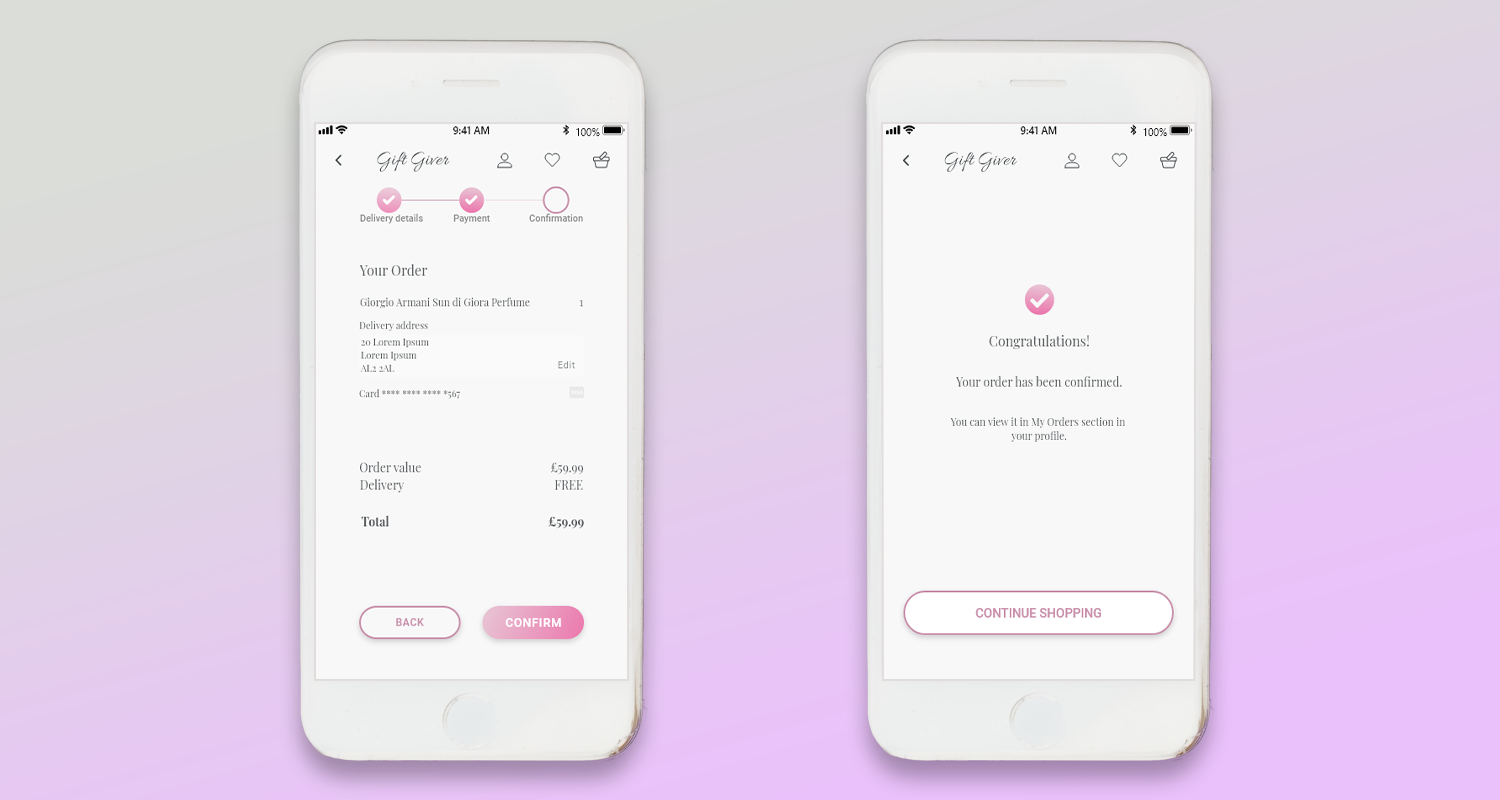 9:41 AM
100%
Gift Giver
Delivery details
Payment
Confirmation
Your Order
Giorgio Armani Sun di Giora Perfume 1
Delivery address
20 Lorem Ipsum
Lorem Ipsum
AL2 2AL
Edit
Card **** **** **** *567
Order value £59.99
Delivery FREE
Total £59.99
BACK
CONFIRM
9:41 AM
100%
Gift Giver
Congratulations!
Your order has been confirmed.
You can view it in My Orders section in
your profile.
CONTINUE SHOPPING